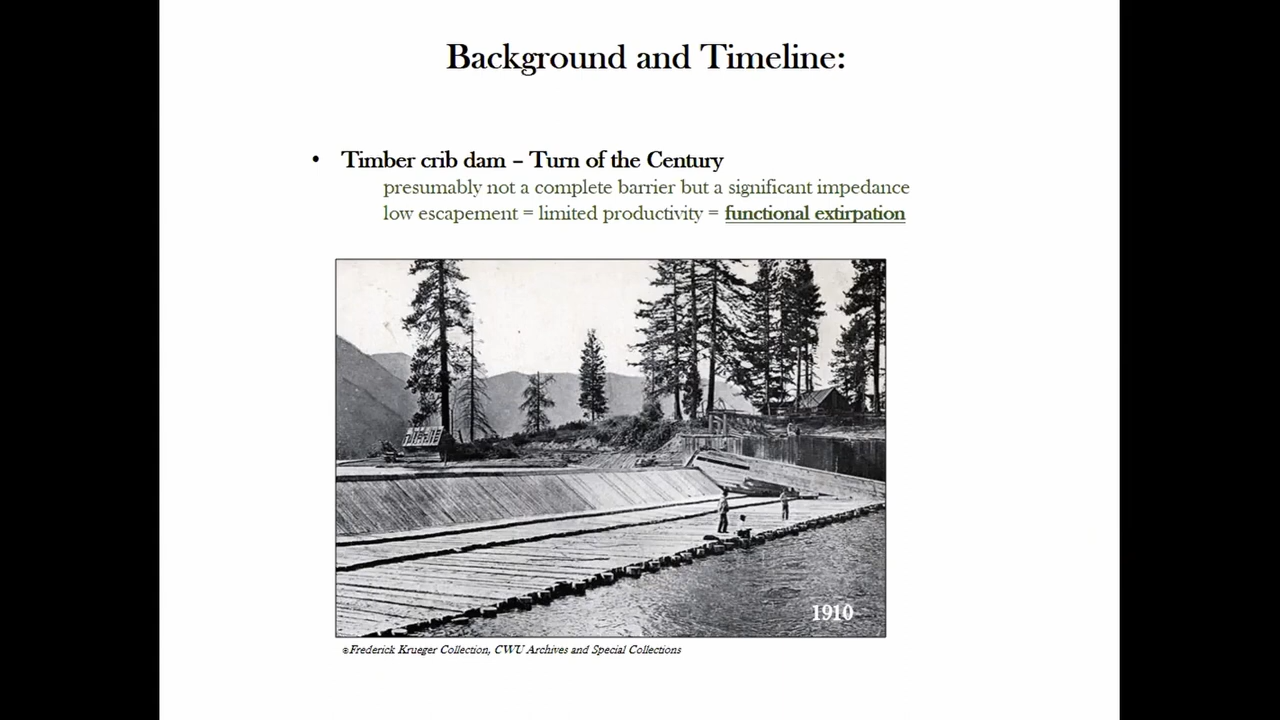 Background and Timeline:
• Timber crib dam – Turn of the Century
presumably not a complete barrier but a significant impedance
low escapement = limited productivity = functional extirpation
1910
©Frederick Krueger Collection, CWU Archives and Special Collections